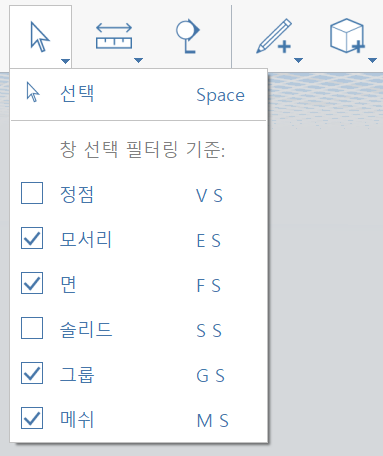 선택 Space
창 선택 필터링 기준:
정점 V S
모서리 E S
면 F S
솔리드 S S
그룹 G S
메쉬 M S